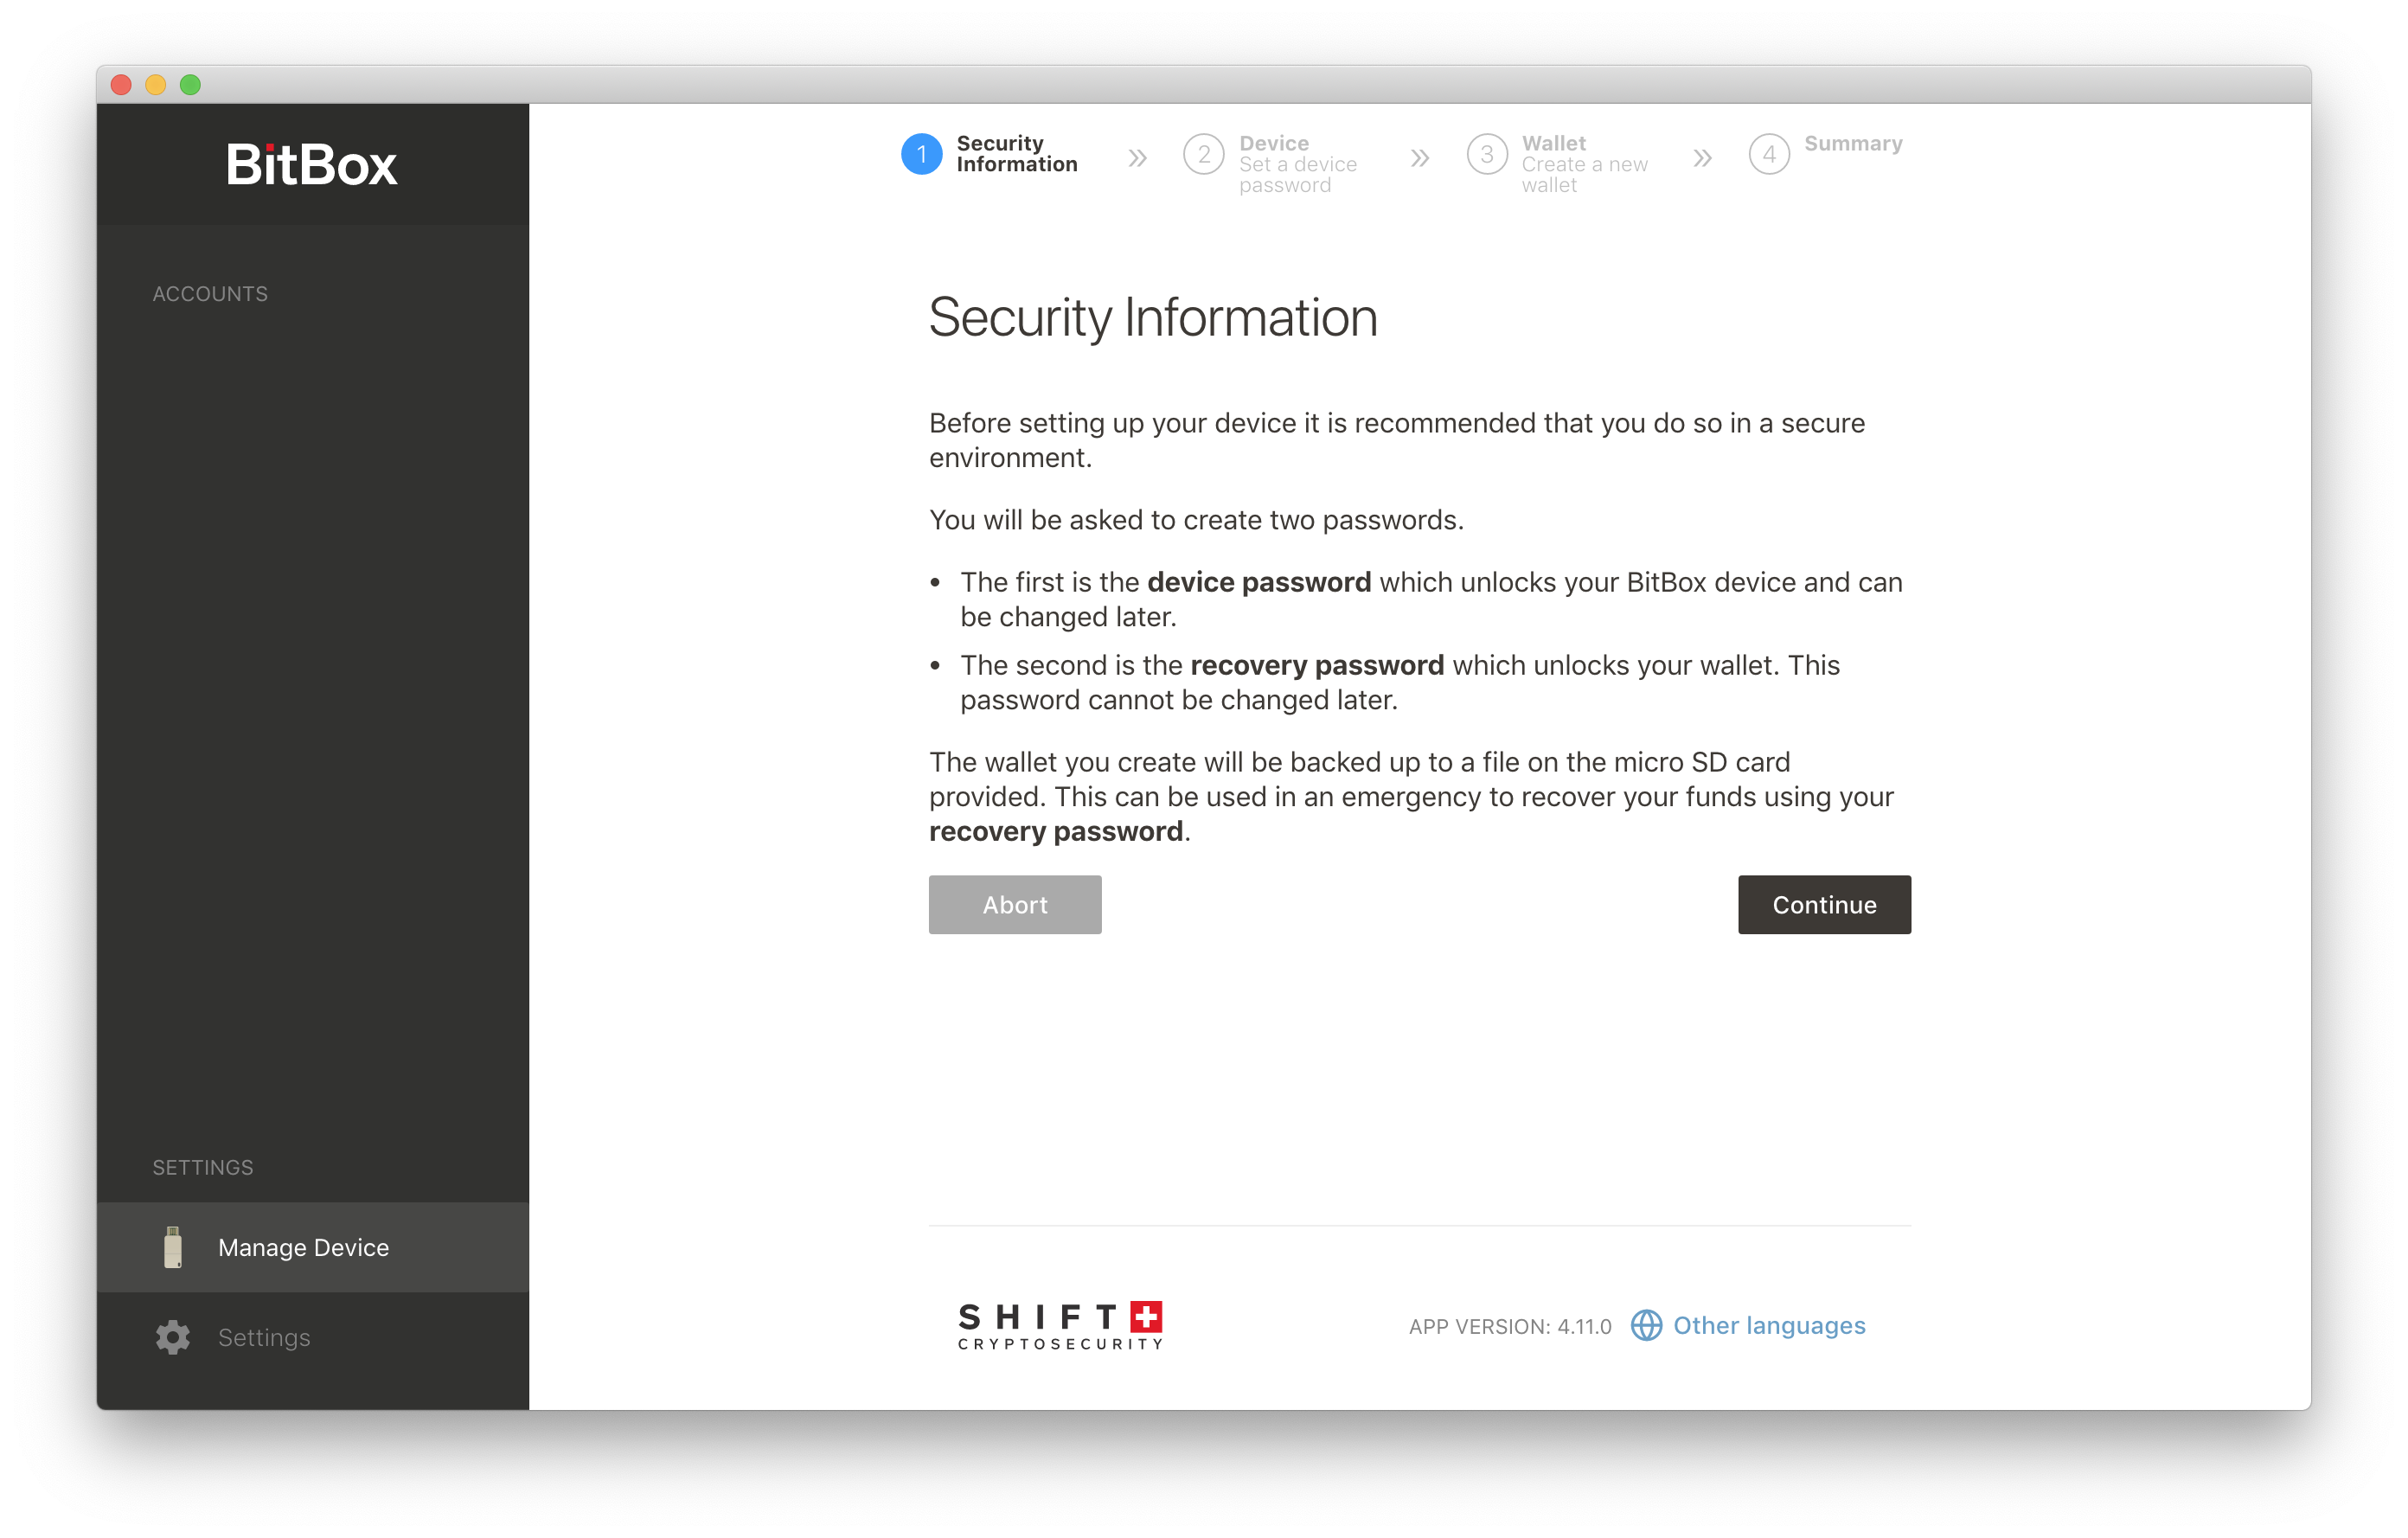 BitBox
ACCOUNTS
SETTINGS
Manage Device
Settings
1
Security
Information
»
2
Device
Set a device
password
»
3
Wallet
Create a new
wallet
»
4
Summary
Security Information
Before setting up your device it is recommended that you do so in a secure
environment.
You will be asked to create two passwords.
• The first is the device password which unlocks your BitBox device and can
be changed later.
• The second is the recovery password which unlocks your wallet. This
password cannot be changed later.
The wallet you create will be backed up to a file on the micro SD card
provided. This can be used in an emergency to recover your funds using your
recovery password.
Abort
Continue
SHIFT
CRYPTOSECURITY
APP VERSION: 4.11.0
Other languages